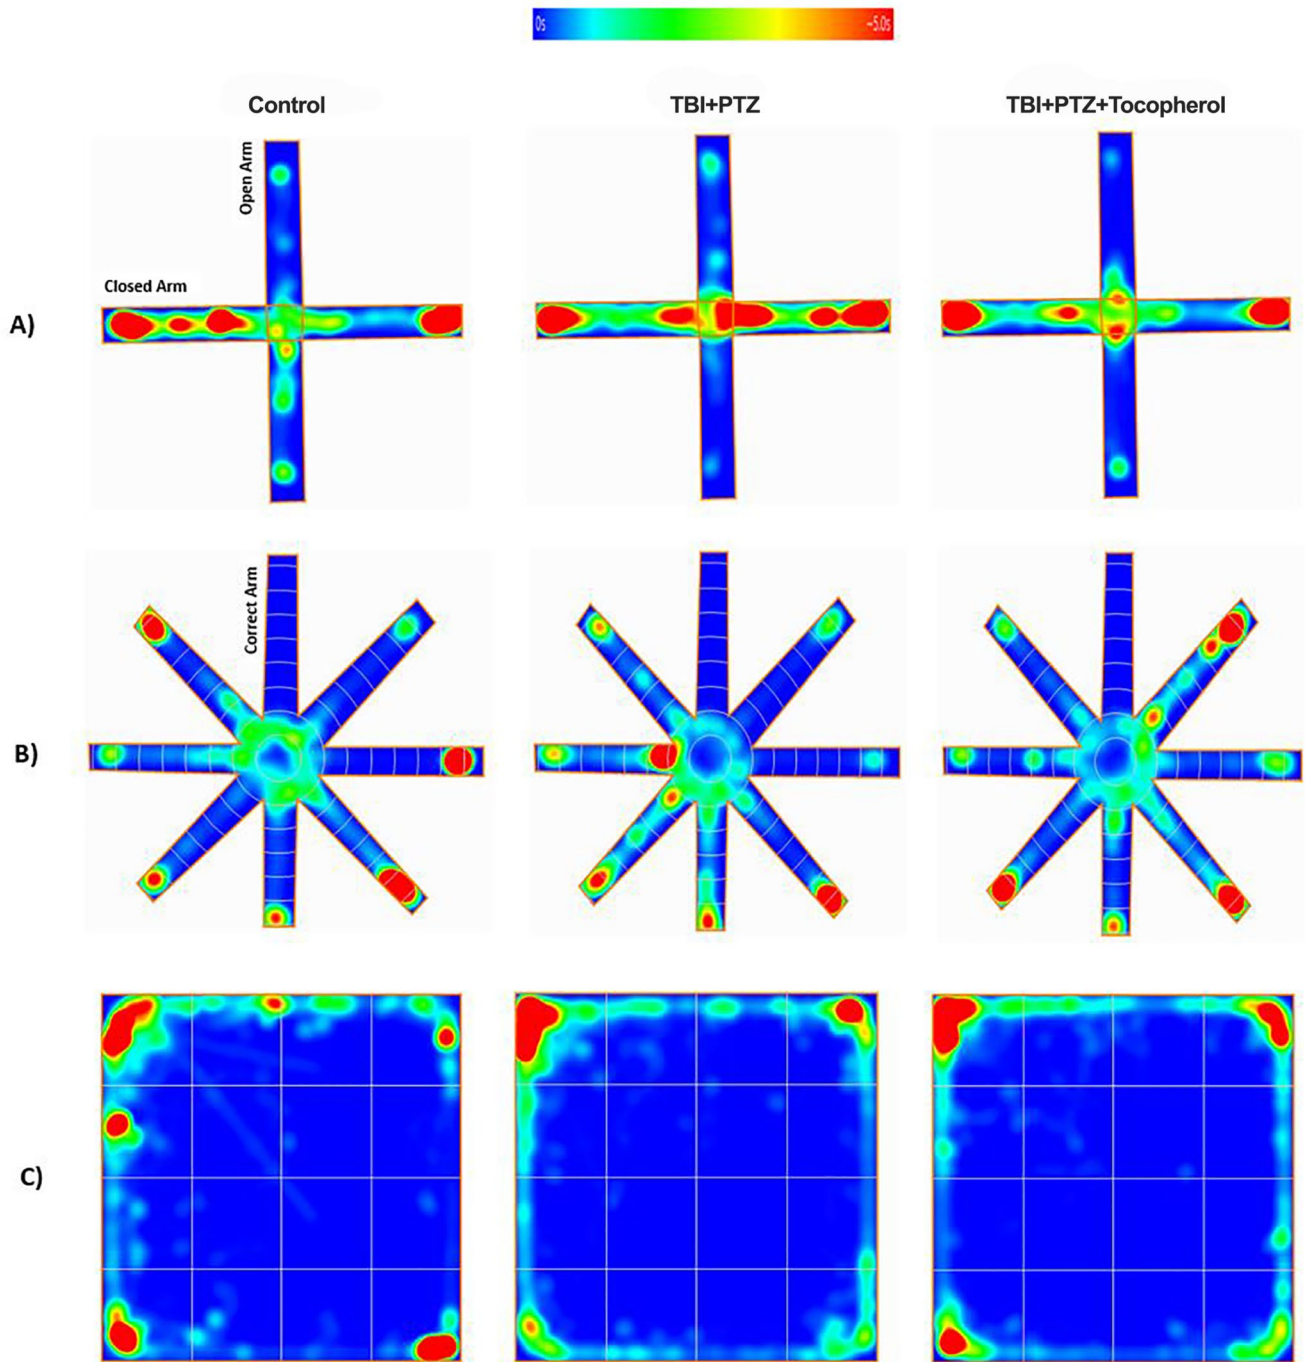 0s
~5.0s
Control
TBI+PTZ
TBI+PTZ+Tocopherol
Open Arm
Closed Arm
A)
Correct Arm
B)
C)